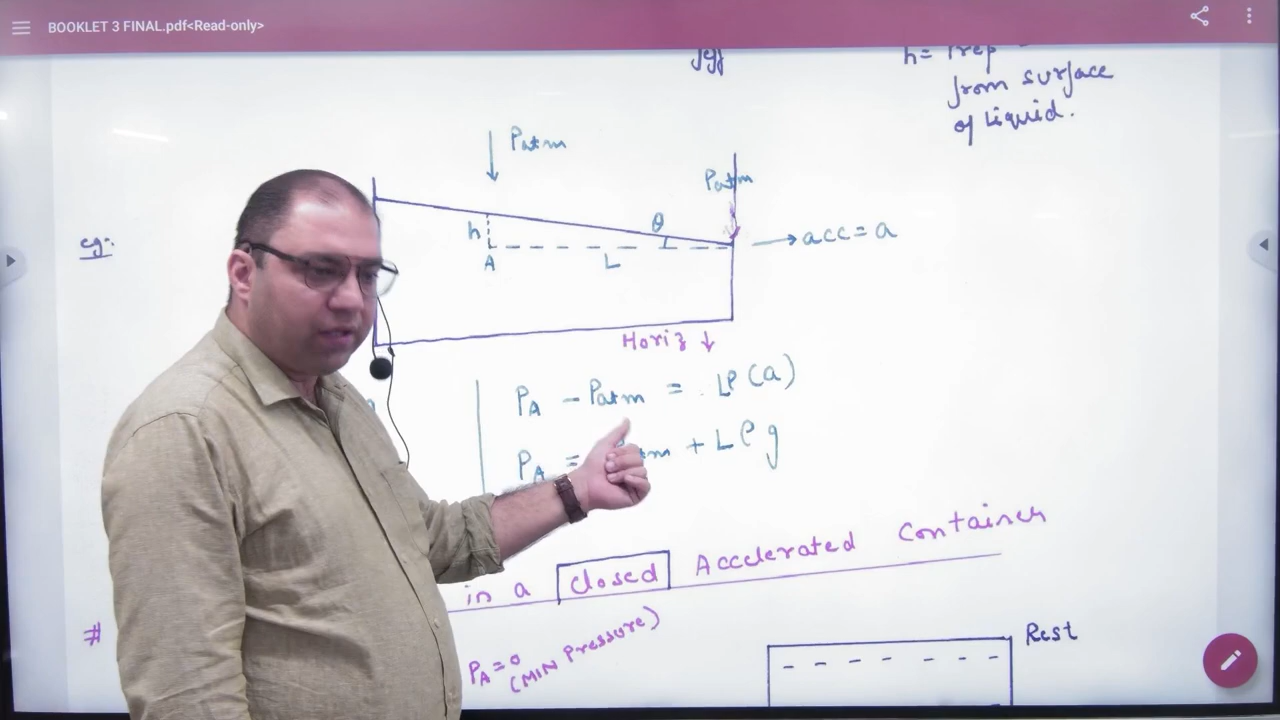 BOOKLET 3 FINAL.pdf<Read-only>
from surface
of Liquid.
Patm
Patm
eg:-
h
θ
→ acc = a
A
L
Horiz ↓
PA - Patm = Lρ(a)
PA = + Lρg
in a Closed Accelerated Container
#
PA=0
(MIN Pressure)
Rest